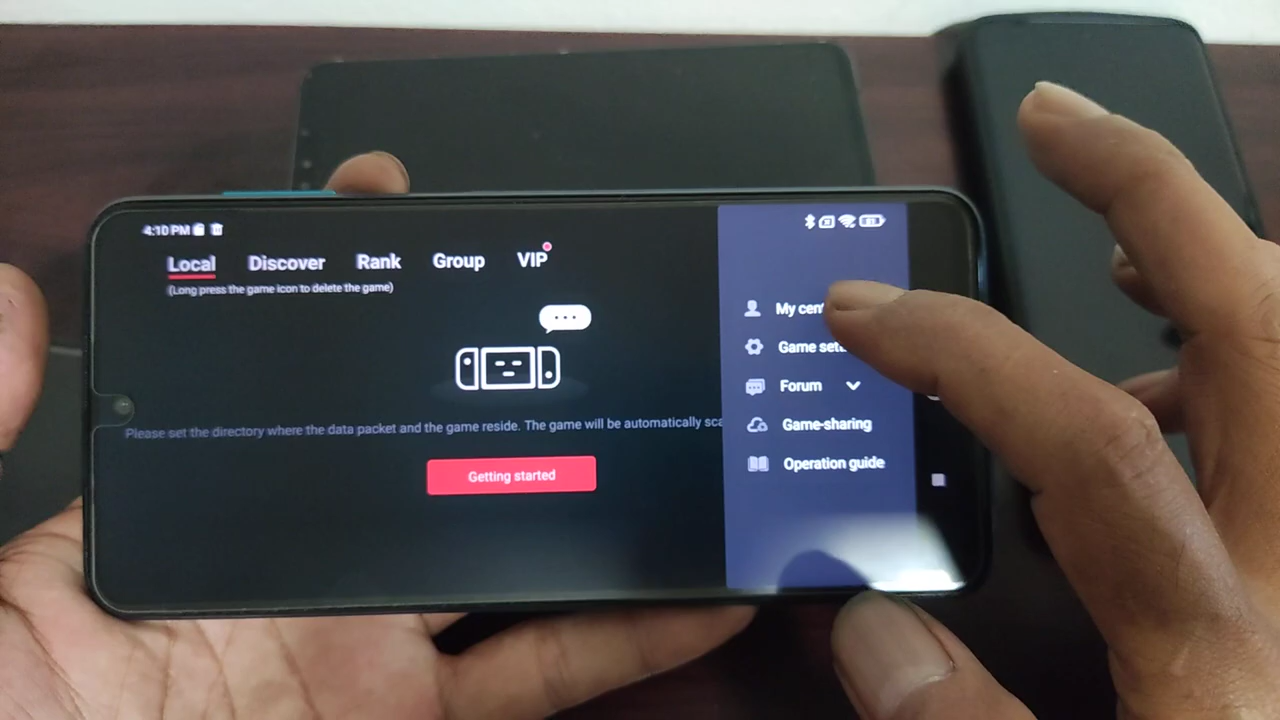 4:10 PM
Local Discover Rank Group VIP
(Long press the game icon to delete the game)
Please set the directory where the data packet and the game reside. The game will be automatically
Getting started
My
Game
Forum
Game-sharing
Operation guide